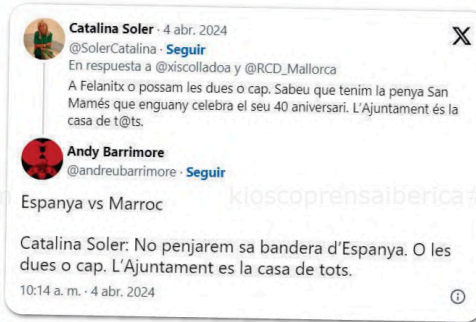 Catalina Soler · 4 abr. 2024
X
@SolerCatalina · Seguir
En respuesta a @xiscolladoa y @RCD_Mallorca
A Felanitx o possam les dues o cap. Sabeu que tenim la penya San
Mamés que enguany celebra el seu 40 aniversari. L'Ajuntament és la
casa de t@ts.
Andy Barrimore
@andreubarrimore · Seguir
kioscoprensaiberica
Espanya vs Marroc
Catalina Soler: No penjarem sa bandera d'Espanya. O les
dues o cap. L'Ajuntament es la casa de tots.
10:14 a. m. · 4 abr. 2024